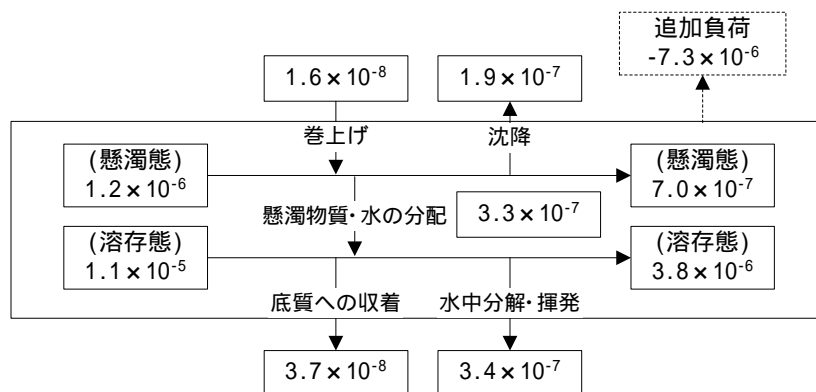 追加負荷
-7.3×10⁻⁶
1.6×10⁻⁸
1.9×10⁻⁷
巻上げ
沈降
(懸濁態)
1.2×10⁻⁶
(懸濁態)
7.0×10⁻⁷
懸濁物質・水の分配
3.3×10⁻⁷
(溶存態)
1.1×10⁻⁵
(溶存態)
3.8×10⁻⁶
底質への収着
水中分解・揮発
3.7×10⁻⁸
3.4×10⁻⁷